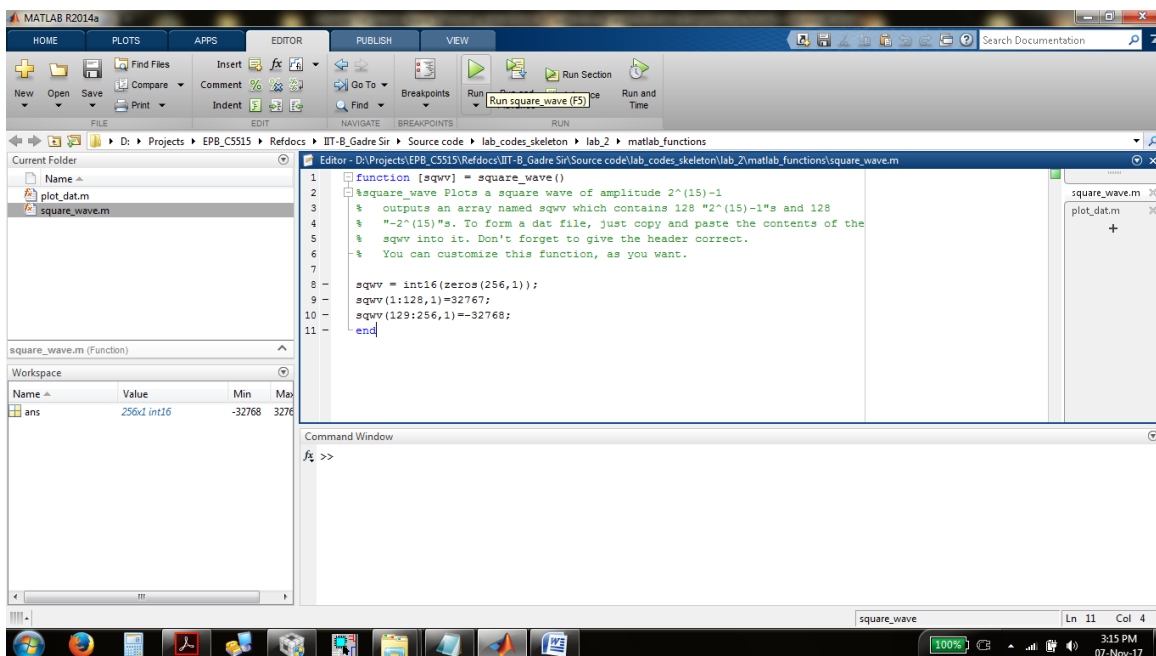 MATLAB R2014a
HOME PLOTS APPS EDITOR PUBLISH VIEW Search Documentation
Find Files Insert fx
Compare Comment Go To Run Section
New Open Save Breakpoints Run Run and
Print Indent Find Time
Run square_wave (F5)
FILE EDIT NAVIGATE BREAKPOINTS RUN
D: Projects EPB_C5515 Refdocs IIT-B_Gadre Sir Source code lab_codes_skeleton lab_2 matlab_functions
Current Folder
Name
plot_dat.m
square_wave.m
square_wave.m (Function)
Workspace
Name Value Min
ans 256x1 int16 -32768
Editor - D:\Projects\EPB_C5515\Refdocs\IIT-B_Gadre Sir\Source code\lab_codes_skeleton\lab_2\matlab_functions\square_wave.m
1 function [sqwv] = square_wave()
2 %square_wave Plots a square wave of amplitude 2^(15)-1
3 % outputs an array named sqwv which contains 128 "2^(15)-1"s and 128
4 % "-2^(15)"s. To form a dat file, just copy and paste the contents of the
5 % sqwv into it. Don't forget to give the header correct.
6 % You can customize this function, as you want.
7
8 – sqwv = int16(zeros(256,1));
9 – sqwv(1:128,1)=32767;
10 – sqwv(129:256,1)=-32768;
11 – end
square_wave.m
plot_dat.m
+
Command Window
fx >>
square_wave Ln 11 Col 4
100% 3:15 PM
07-Nov-17